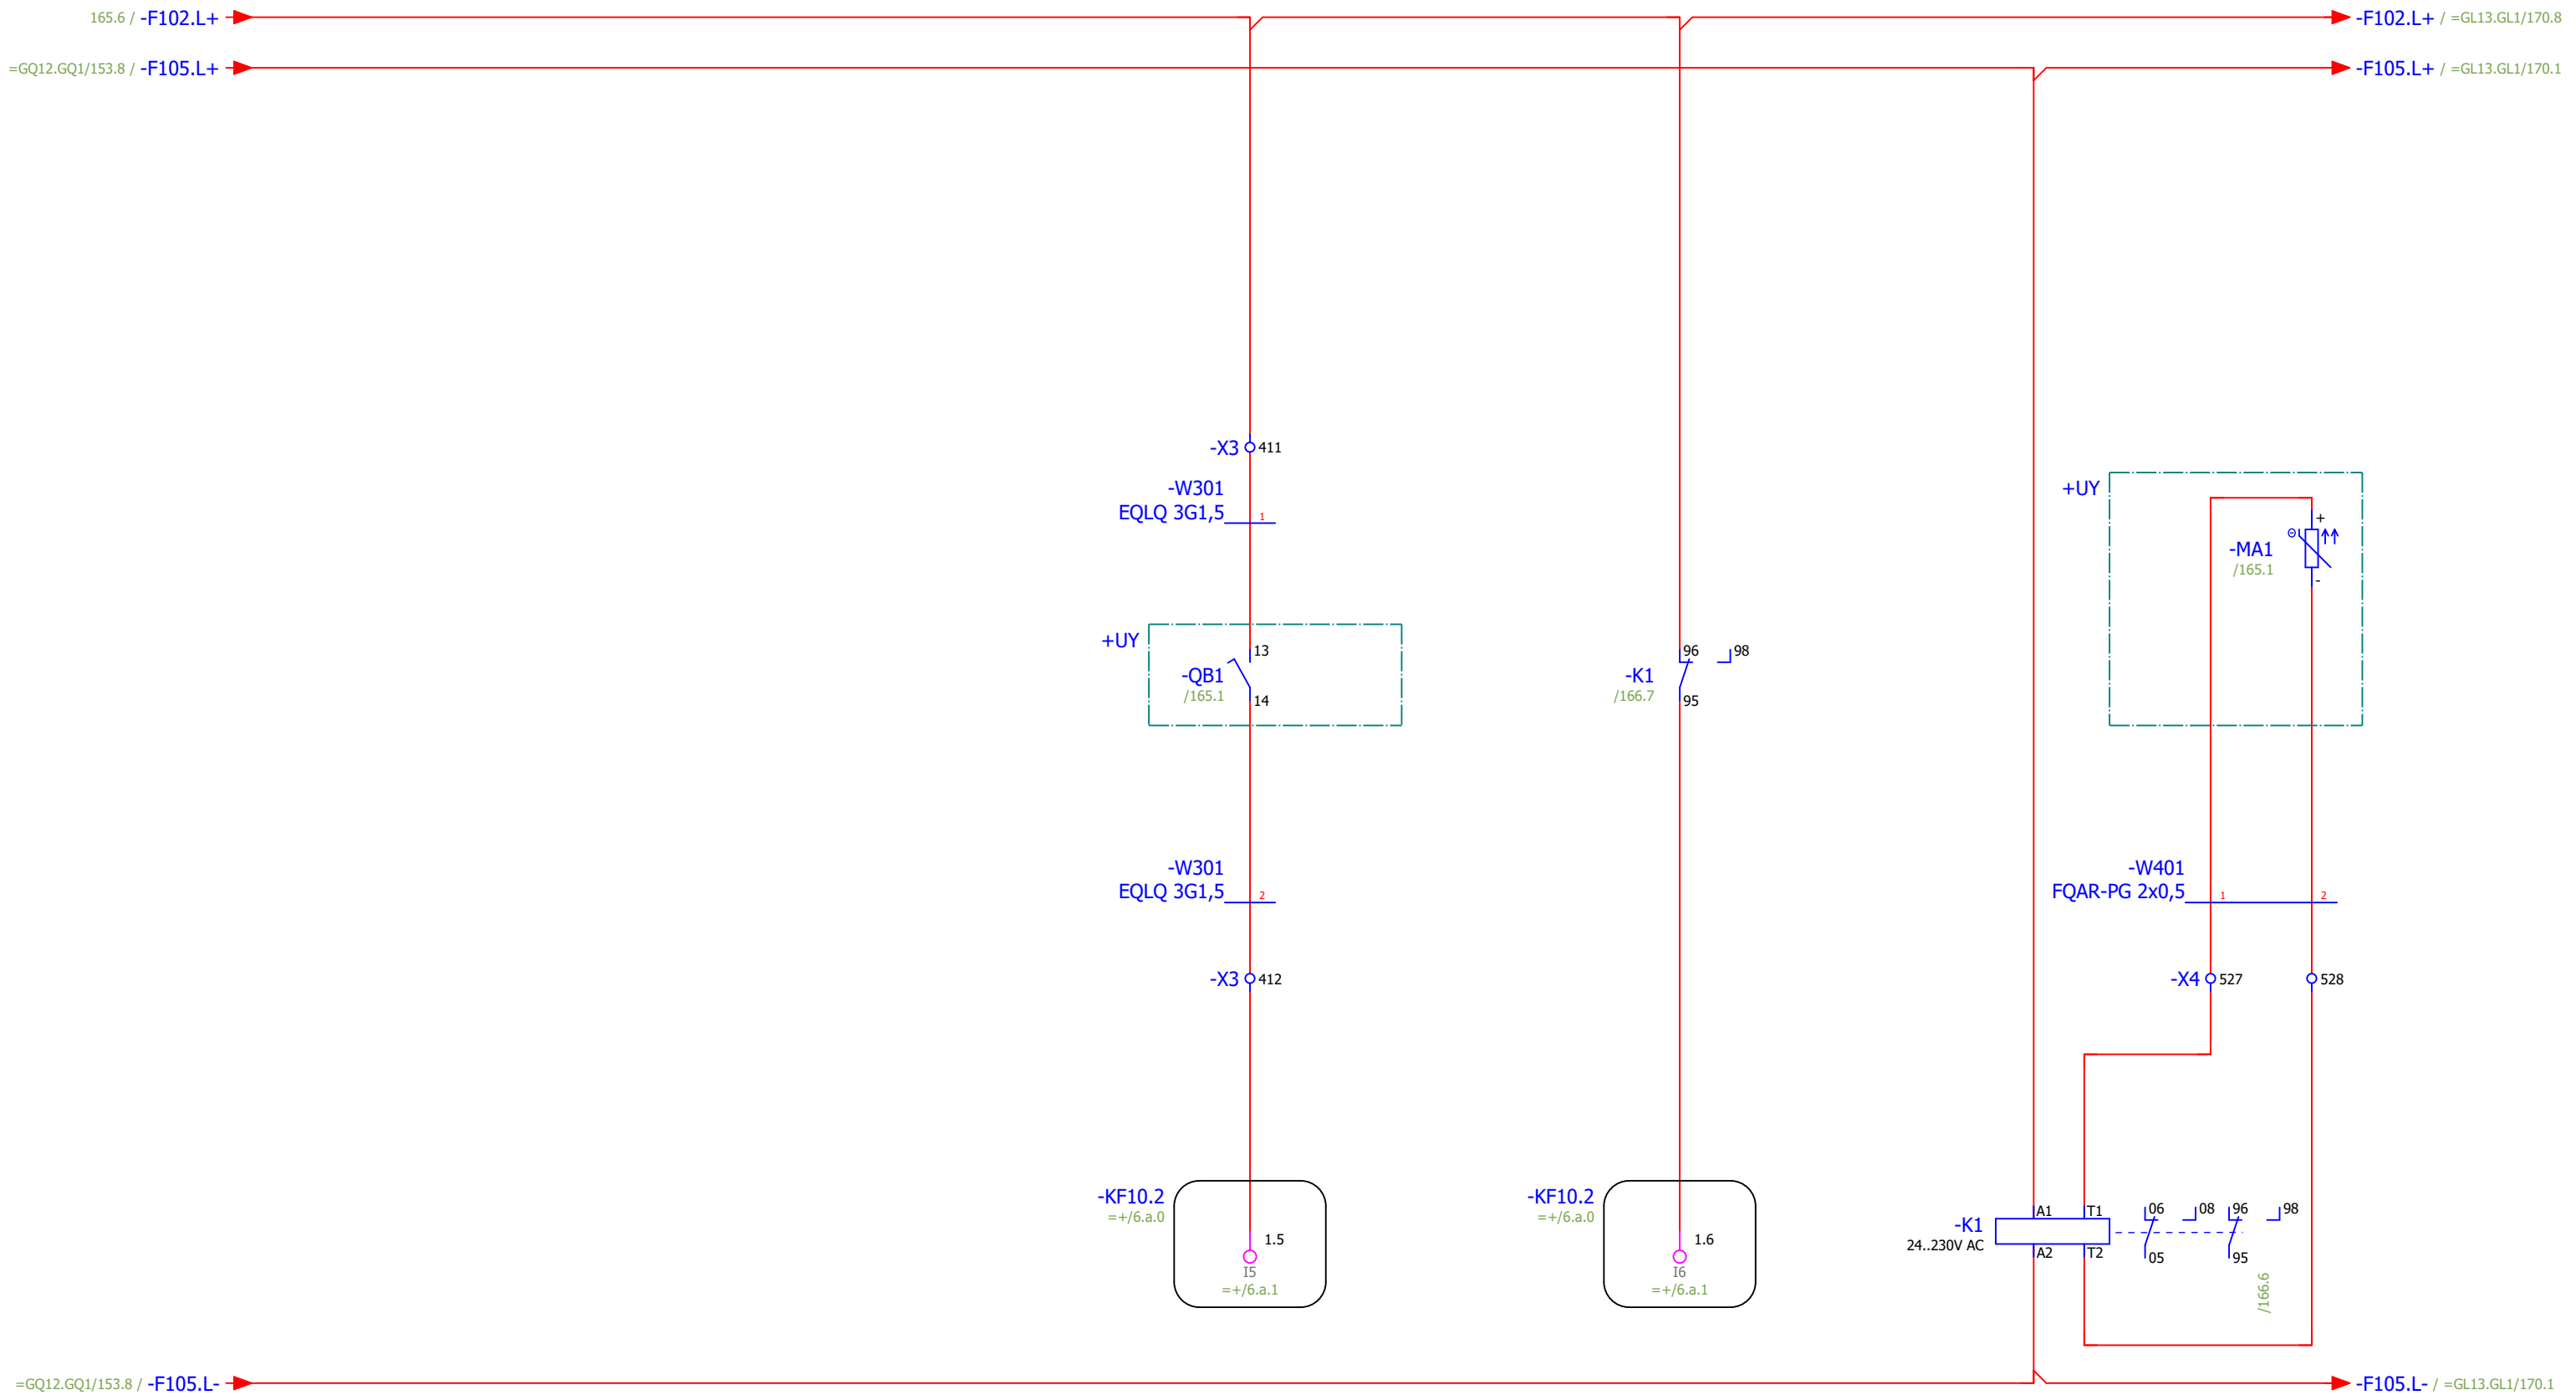 165.6 / -F102.L+
-F102.L+ / =GL13.GL1/170.8
=GQ12.GQ1/153.8 / -F105.L+
-F105.L+ / =GL13.GL1/170.1
-X3 411
-W301
EQLQ 3G1,5 1
+UY
13
-QB1
/165.1
14
-W301
EQLQ 3G1,5 2
-X3 412
-KF10.2
=+/6.a.0
1.5
I5
=+/6.a.1
96 98
-K1
/166.7
95
-KF10.2
=+/6.a.0
1.6
I6
=+/6.a.1
+UY
+
Θ
-MA1
/165.1
-
-W401
FQAR-PG 2x0,5 1 2
-X4 527 528
A1 T1 06 08 96 98
-K1
24..230V AC
A2 T2 05 95
/166.6
=GQ12.GQ1/153.8 / -F105.L-
-F105.L- / =GL13.GL1/170.1